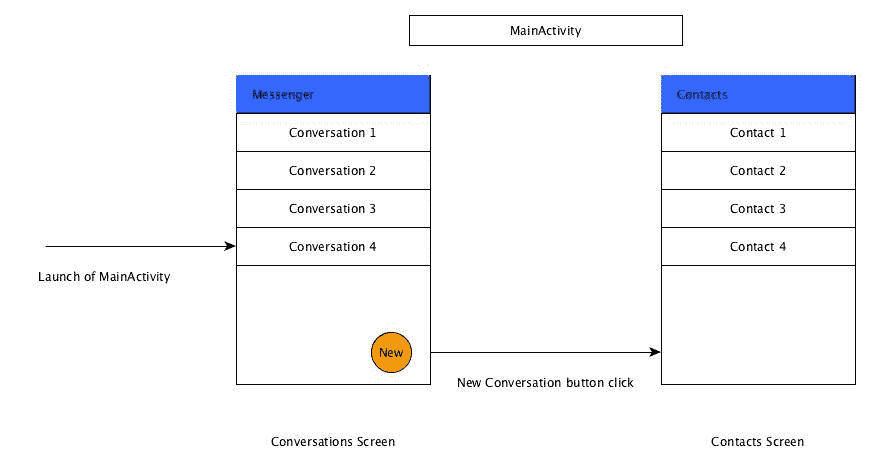 MainActivity
Messenger
Contacts
Conversation 1
Contact 1
Conversation 2
Contact 2
Conversation 3
Contact 3
Conversation 4
Contact 4
Launch of MainActivity
New
New Conversation button click
Conversations Screen
Contacts Screen